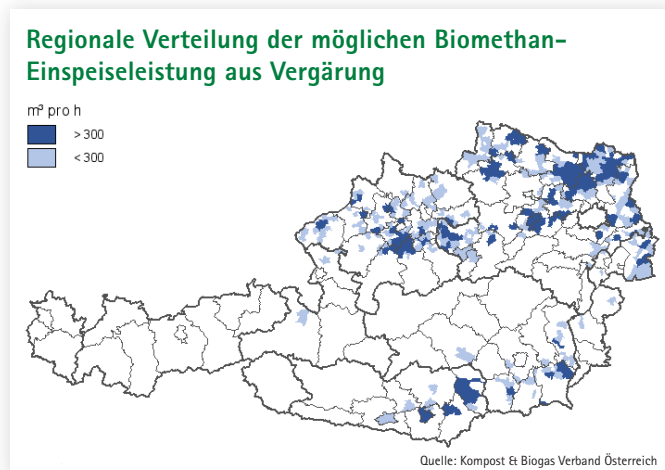 Regionale Verteilung der möglichen Biomethan-
Einspeiseleistung aus Vergärung
m³ pro h
> 300
< 300
Quelle: Kompost & Biogas Verband Österreich